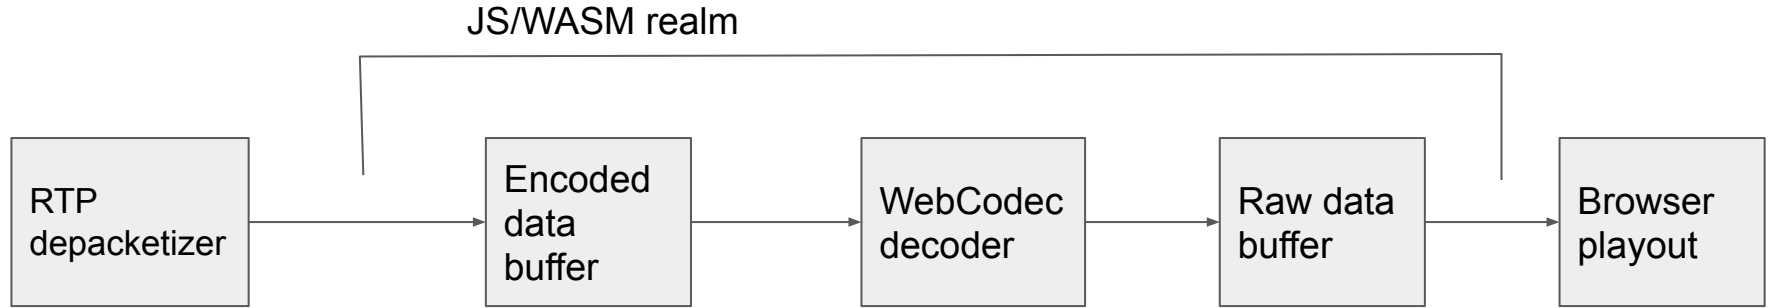 JS/WASM realm
RTP
depacketizer
Encoded
data
buffer
WebCodec
decoder
Raw data
buffer
Browser
playout